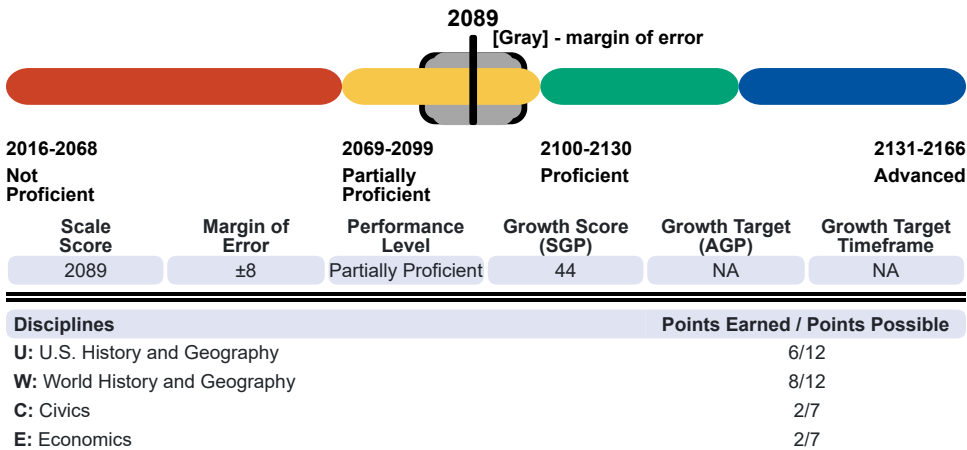 2089
[Gray] - margin of error
2016-2068 2069-2099 2100-2130 2131-2166
Not Proficient Partially Proficient Proficient Advanced
Scale Score Margin of Error Performance Level Growth Score (SGP) Growth Target (AGP) Growth Target Timeframe
2089 ±8 Partially Proficient 44 NA NA
Disciplines Points Earned / Points Possible
U: U.S. History and Geography 6/12
W: World History and Geography 8/12
C: Civics 2/7
E: Economics 2/7